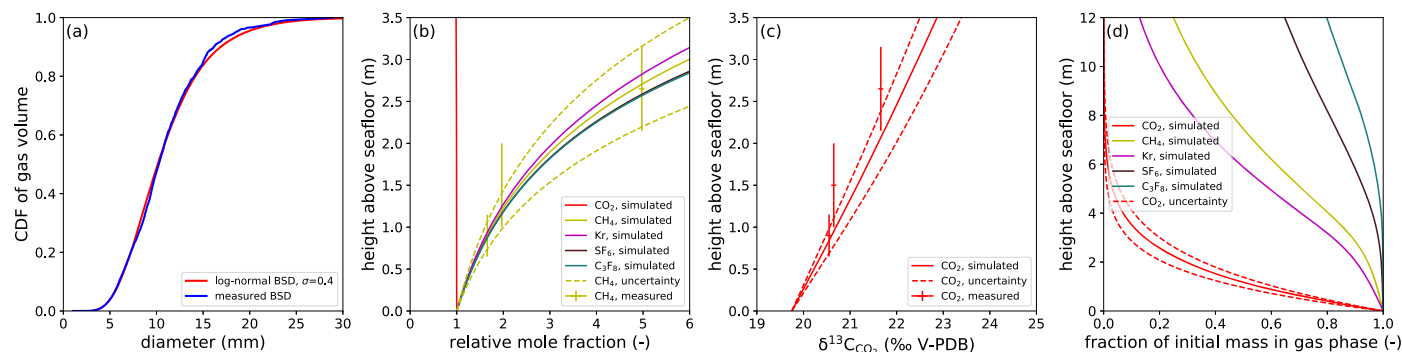 (a)
CDF of gas volume
1.0
0.8
0.6
0.4
0.2
0.0
log-normal BSD, σ=0.4
measured BSD
0 5 10 15 20 25 30
diameter (mm)
(b)
height above seafloor (m)
3.5
3.0
2.5
2.0
1.5
1.0
0.5
0.0
CO₂, simulated
CH₄, simulated
Kr, simulated
SF₆, simulated
C₃F₈, simulated
CH₄, uncertainty
CH₄, measured
0 1 2 3 4 5 6
relative mole fraction (-)
(c)
height above seafloor (m)
3.5
3.0
2.5
2.0
1.5
1.0
0.5
0.0
CO₂, simulated
CO₂, uncertainty
CO₂, measured
19 20 21 22 23 24 25
δ¹³C_CO₂ (‰ V-PDB)
(d)
height above seafloor (m)
12
10
8
6
4
2
0
CO₂, simulated
CH₄, simulated
Kr, simulated
SF₆, simulated
C₃F₈, simulated
CO₂, uncertainty
0.0 0.2 0.4 0.6 0.8 1.0
fraction of initial mass in gas phase (-)